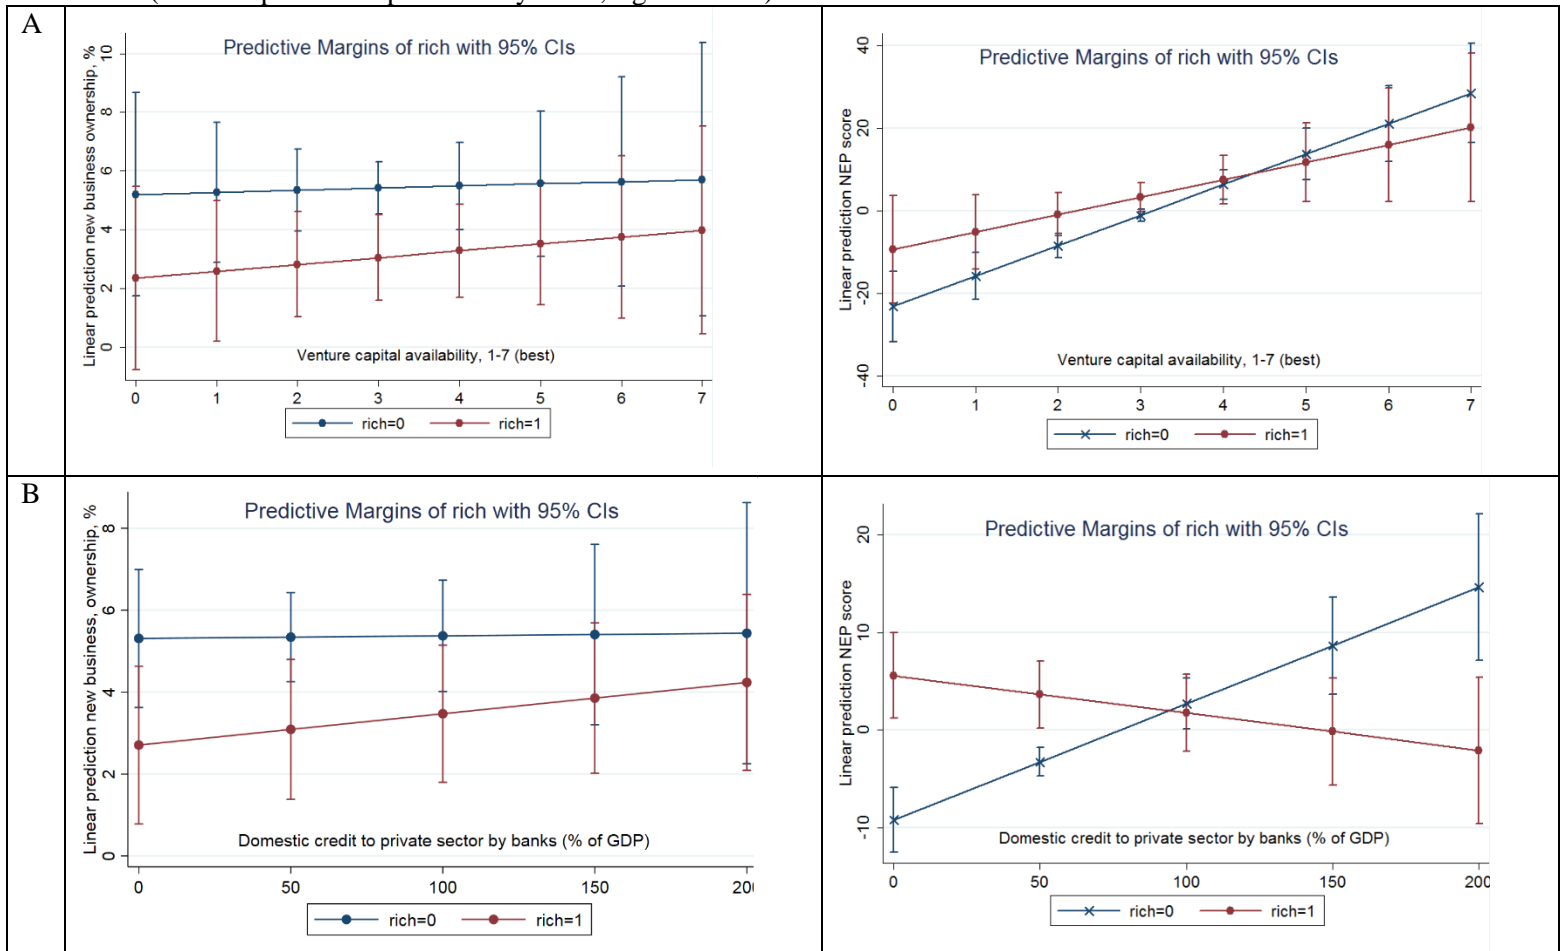 A
Predictive Margins of rich with 95% CIs
Linear prediction new business ownership, %
10
8
6
4
2
0
Venture capital availability, 1-7 (best)
0 1 2 3 4 5 6 7
rich=0 rich=1
Predictive Margins of rich with 95% CIs
Linear prediction NEP score
40
20
0
-20
-40
Venture capital availability, 1-7 (best)
0 1 2 3 4 5 6 7
rich=0 rich=1
B
Predictive Margins of rich with 95% CIs
Linear prediction new business, ownership, %
8
6
4
2
0
Domestic credit to private sector by banks (% of GDP)
0 50 100 150
rich=0 rich=1
Predictive Margins of rich with 95% CIs
Linear prediction NEP score
20
10
0
-10
Domestic credit to private sector by banks (% of GDP)
0 50 100 150 200
rich=0 rich=1